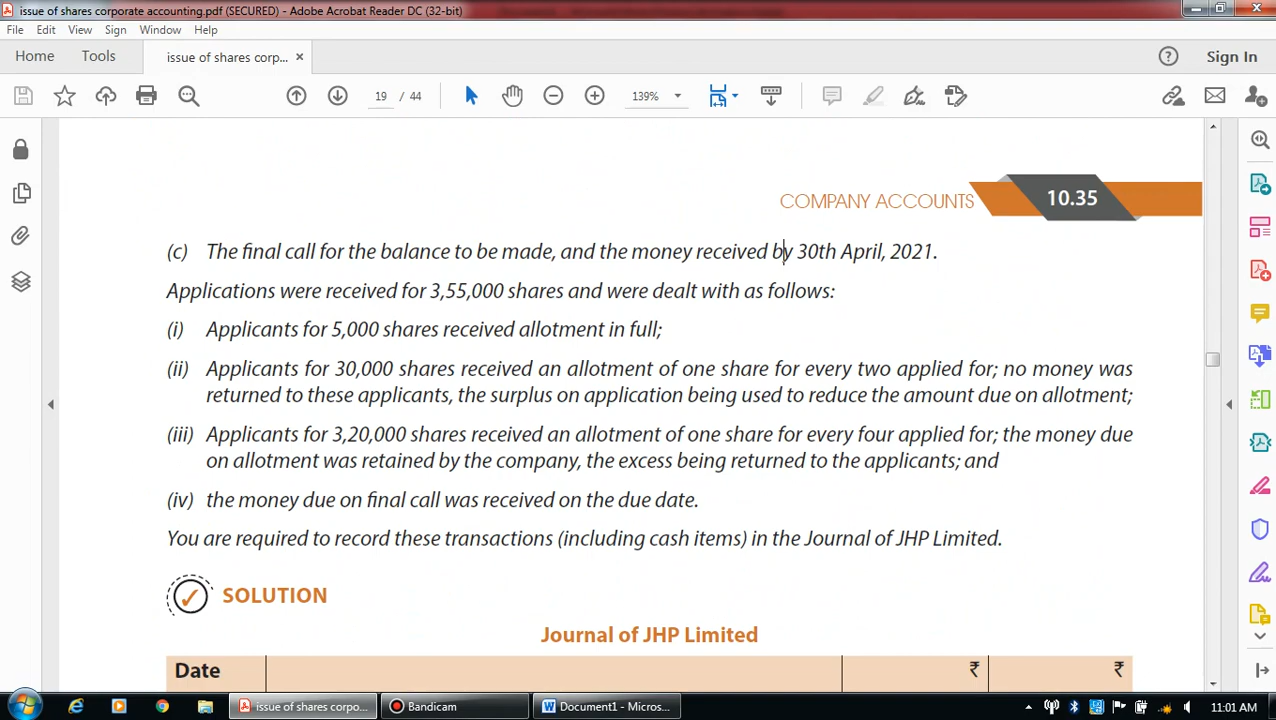 issue of shares corporate accounting.pdf (SECURED) - Adobe Acrobat Reader DC (32-bit)
File Edit View Sign Window Help
Home Tools issue of shares corp... × Sign In
19 / 44 139%
COMPANY ACCOUNTS 10.35
(c) The final call for the balance to be made, and the money received by 30th April, 2021.
Applications were received for 3,55,000 shares and were dealt with as follows:
(i) Applicants for 5,000 shares received allotment in full;
(ii) Applicants for 30,000 shares received an allotment of one share for every two applied for; no money was
returned to these applicants, the surplus on application being used to reduce the amount due on allotment;
(iii) Applicants for 3,20,000 shares received an allotment of one share for every four applied for; the money due
on allotment was retained by the company, the excess being returned to the applicants; and
(iv) the money due on final call was received on the due date.
You are required to record these transactions (including cash items) in the Journal of JHP Limited.
SOLUTION
Journal of JHP Limited
Date ₹ ₹
issue of shares corpo... Bandicam Document1 - Micros... 11:01 AM